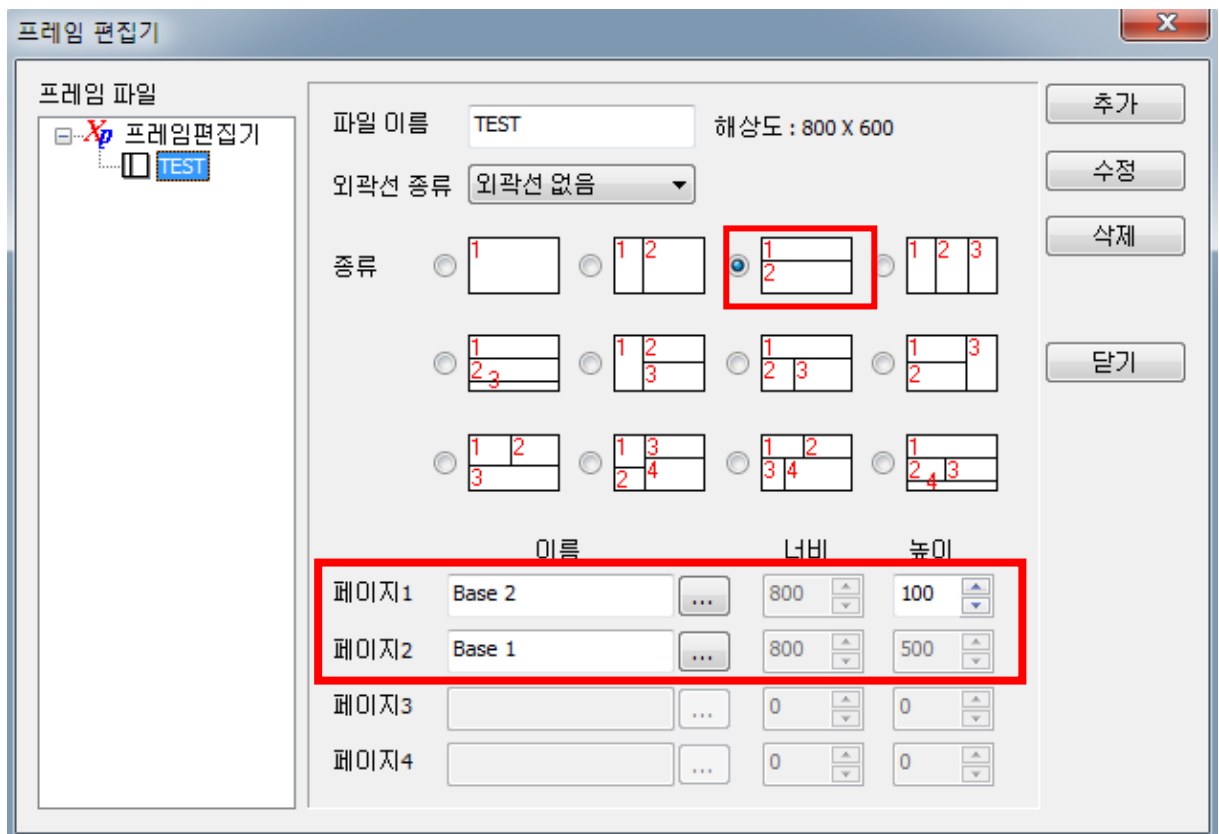 프레임 편집기
x
프레임 파일
Xp 프레임편집기
TEST
파일 이름 TEST 해상도 : 800 X 600
외곽선 종류 외곽선 없음
종류
1
1 2
1
2
1 2 3
1
2 3
1 2
3
1
2 3
1 3
2
1 2
3
1 3
2 4
1 2
3 4
1
2 4 3
이름 너비 높이
페이지1 Base 2 ... 800 100
페이지2 Base 1 ... 800 500
페이지3 ... 0 0
페이지4 ... 0 0
추가
수정
삭제
닫기